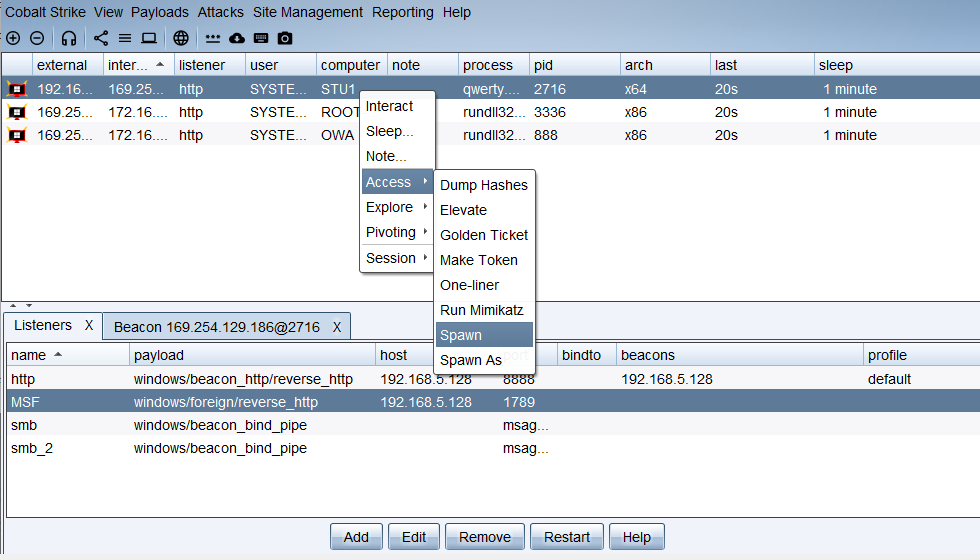 Cobalt Strike View Payloads Attacks Site Management Reporting Help
external inter... listener user computer note process pid arch last sleep
192.16... 169.25... http SYSTE... STU1 qwerty.... 2716 x64 20s 1 minute
169.25... 172.16.... http SYSTE... ROOT rundll32... 3336 x86 20s 1 minute
169.25... 172.16.... http SYSTE... OWA rundll32... 888 x86 20s 1 minute
Interact
Sleep...
Note...
Access
Explore
Pivoting
Session
Dump Hashes
Elevate
Golden Ticket
Make Token
One-liner
Run Mimikatz
Spawn
Spawn As
Listeners X Beacon 169.254.129.186@2716 X
name payload host port bindto beacons profile
http windows/beacon_http/reverse_http 192.168.5.128 8888 192.168.5.128 default
MSF windows/foreign/reverse_http 192.168.5.128 1789
smb windows/beacon_bind_pipe msag...
smb_2 windows/beacon_bind_pipe msag...
Add Edit Remove Restart Help